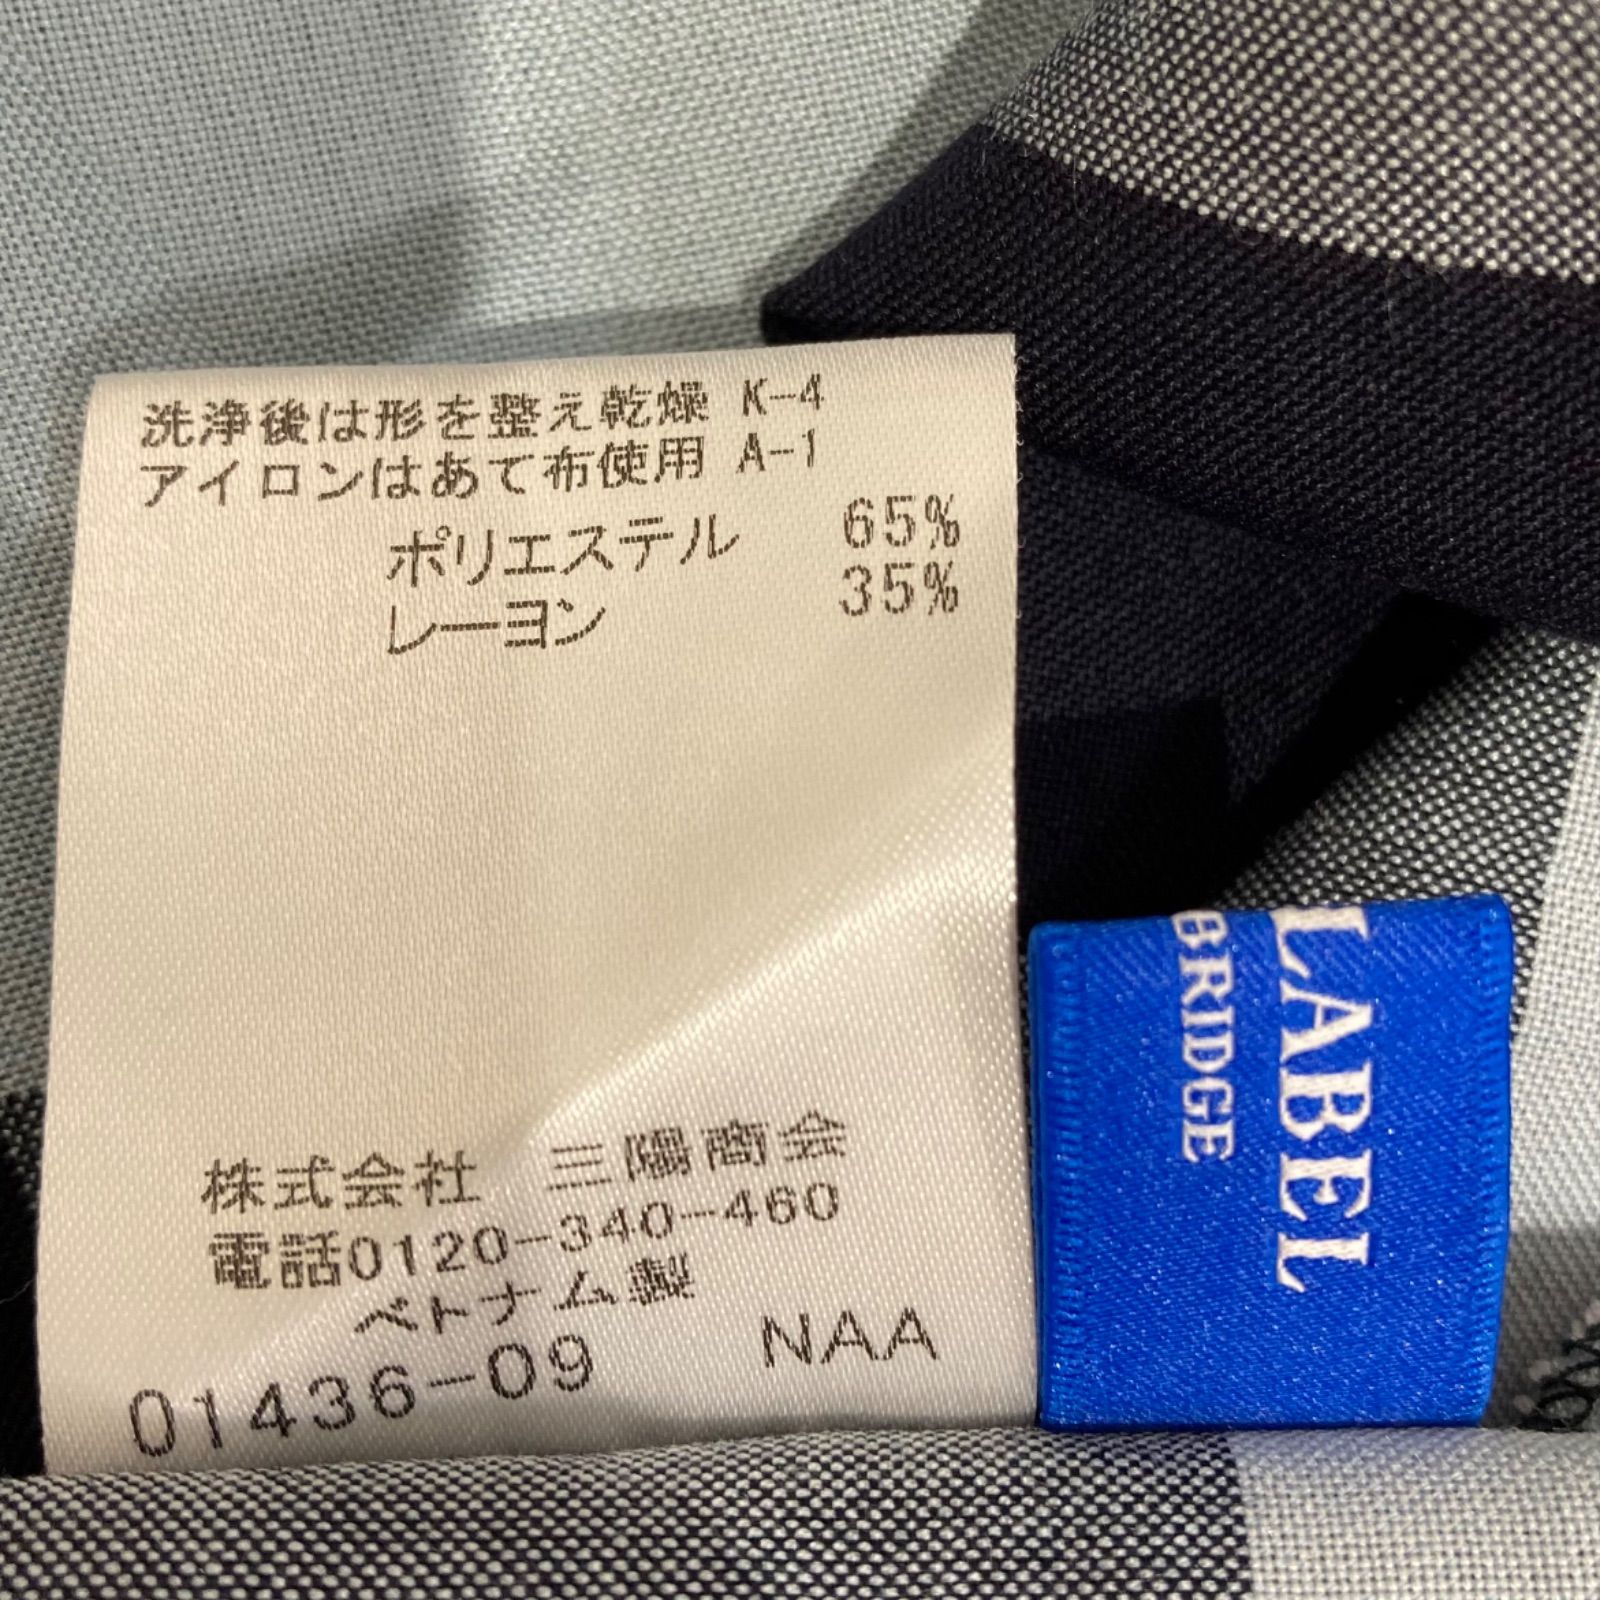 洗浄後は形を整え乾燥 K-4
アイロンはあて布使用 A-1
ポリエステル 65%
レーヨン 35%
株式会社 三陽商会
電話0120-340-460
ベトナム製
01436-09 NAA
LABEL
BRIDGE